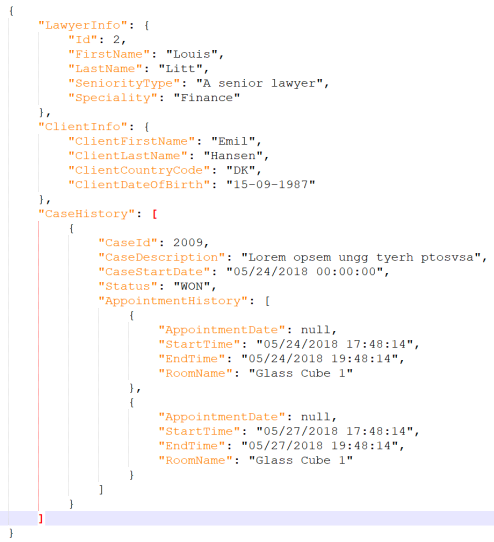 {
    "LawyerInfo": {
        "Id": 2,
        "FirstName": "Louis",
        "LastName": "Litt",
        "SeniorityType": "A senior lawyer",
        "Speciality": "Finance"
    },
    "ClientInfo": {
        "ClientFirstName": "Emil",
        "ClientLastName": "Hansen",
        "ClientCountryCode": "DK",
        "ClientDateOfBirth": "15-09-1987"
    },
    "CaseHistory": [
        {
            "CaseId": 2009,
            "CaseDescription": "Lorem opsem ungg tyerh ptosvsa",
            "CaseStartDate": "05/24/2018 00:00:00",
            "Status": "WON",
            "AppointmentHistory": [
                {
                    "AppointmentDate": null,
                    "StartTime": "05/24/2018 17:48:14",
                    "EndTime": "05/24/2018 19:48:14",
                    "RoomName": "Glass Cube 1"
                },
                {
                    "AppointmentDate": null,
                    "StartTime": "05/27/2018 17:48:14",
                    "EndTime": "05/27/2018 19:48:14",
                    "RoomName": "Glass Cube 1"
                }
            ]
        }
    ]
}